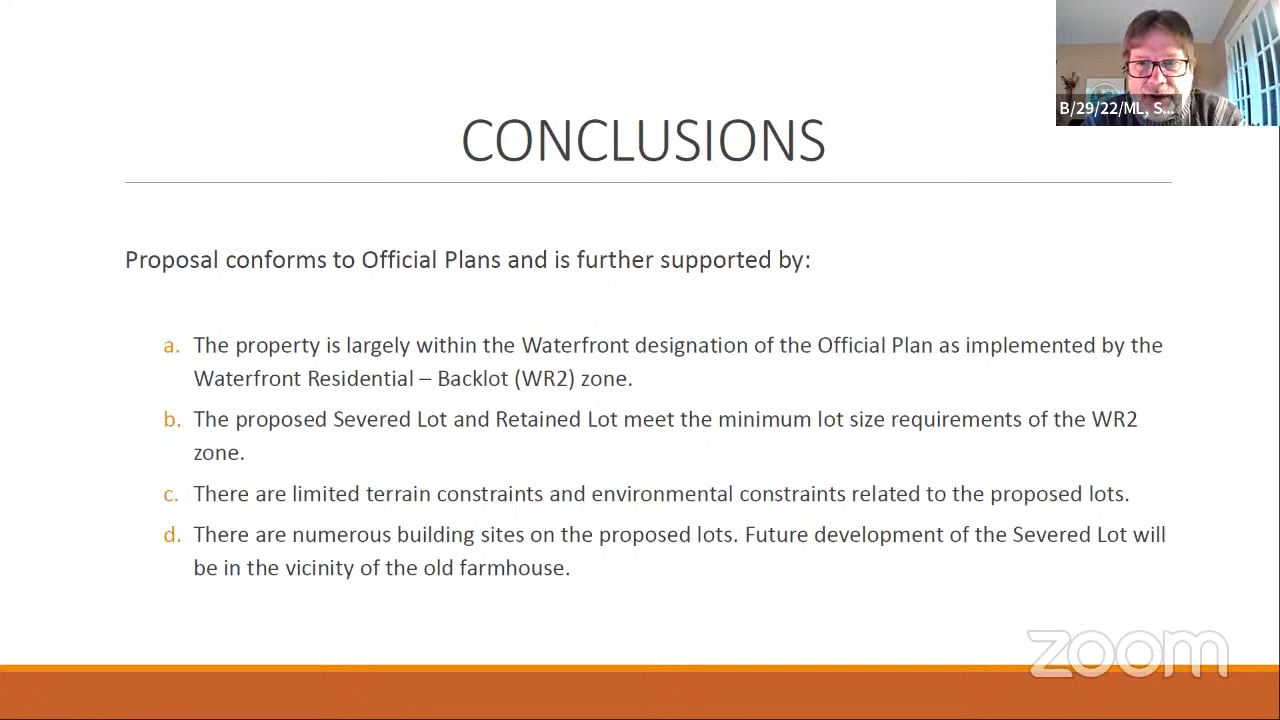 B/29/22/ML, S...
CONCLUSIONS
Proposal conforms to Official Plans and is further supported by:
a. The property is largely within the Waterfront designation of the Official Plan as implemented by the
Waterfront Residential – Backlot (WR2) zone.
b. The proposed Severed Lot and Retained Lot meet the minimum lot size requirements of the WR2
zone.
c. There are limited terrain constraints and environmental constraints related to the proposed lots.
d. There are numerous building sites on the proposed lots. Future development of the Severed Lot will
be in the vicinity of the old farmhouse.
zoom